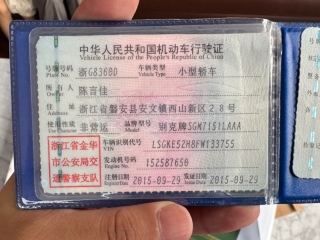 中华人民共和国机动车行驶证
Vehicle License of the People's Republic of China
号牌号码 Plate No. 浙G8360D 车辆类型 Vehicle Type 小型轿车
所有人 Owner 陈言佳
住址 浙江省磐安县安文镇西山新区28号
使用性质 非营运 品牌型号 别克牌SGM7151LAAA
浙江省金华 车辆识别代号 VIN LSGKE52H8FW133755
市公安局交 发动机号码 152587650
通警察支队 注册日期 Register Date 2015-09-29 发证日期 Issue Date 2015-09-29